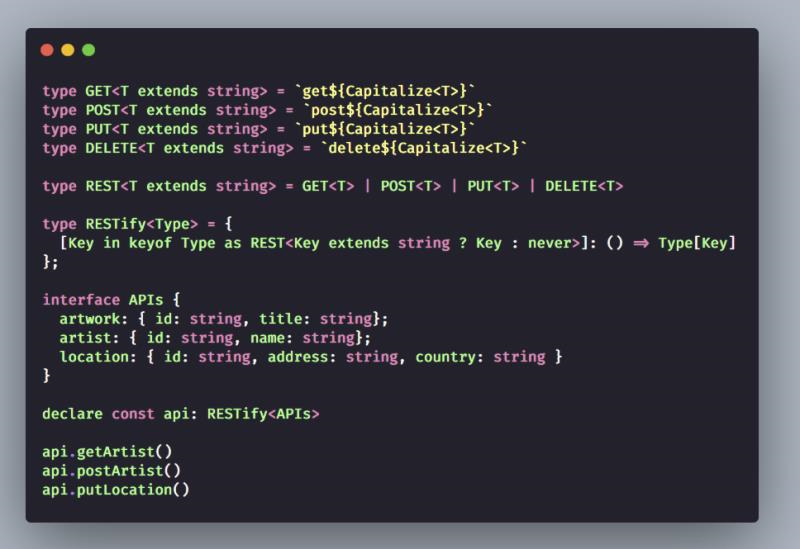 type GET<T extends string> = `get${Capitalize<T>}`
type POST<T extends string> = `post${Capitalize<T>}`
type PUT<T extends string> = `put${Capitalize<T>}`
type DELETE<T extends string> = `delete${Capitalize<T>}`

type REST<T extends string> = GET<T> | POST<T> | PUT<T> | DELETE<T>

type RESTify<Type> = {
  [Key in keyof Type as REST<Key extends string ? Key : never>]: () => Type[Key]
};

interface APIs {
  artwork: { id: string, title: string};
  artist: { id: string, name: string};
  location: { id: string, address: string, country: string }
}

declare const api: RESTify<APIs>

api.getArtist()
api.postArtist()
api.putLocation()